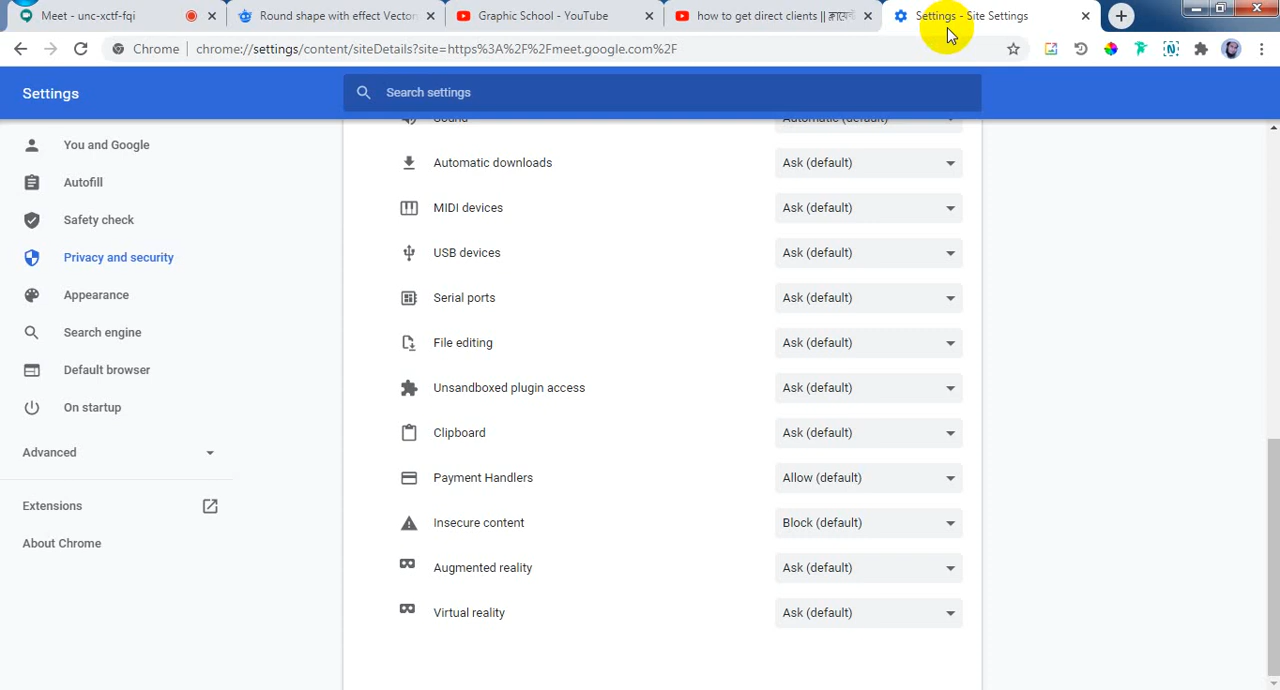 Meet - unc-xctf-fqi
Round shape with effect Vector
Graphic School - YouTube
how to get direct clients ||
Settings - Site Settings
Chrome
chrome://settings/content/siteDetails?site=https%3A%2F%2Fmeet.google.com%2F
Settings
Search settings
You and Google
Autofill
Safety check
Privacy and security
Appearance
Search engine
Default browser
On startup
Advanced
Extensions
About Chrome
Sound Automatic (default)
Automatic downloads Ask (default)
MIDI devices Ask (default)
USB devices Ask (default)
Serial ports Ask (default)
File editing Ask (default)
Unsandboxed plugin access Ask (default)
Clipboard Ask (default)
Payment Handlers Allow (default)
Insecure content Block (default)
Augmented reality Ask (default)
Virtual reality Ask (default)